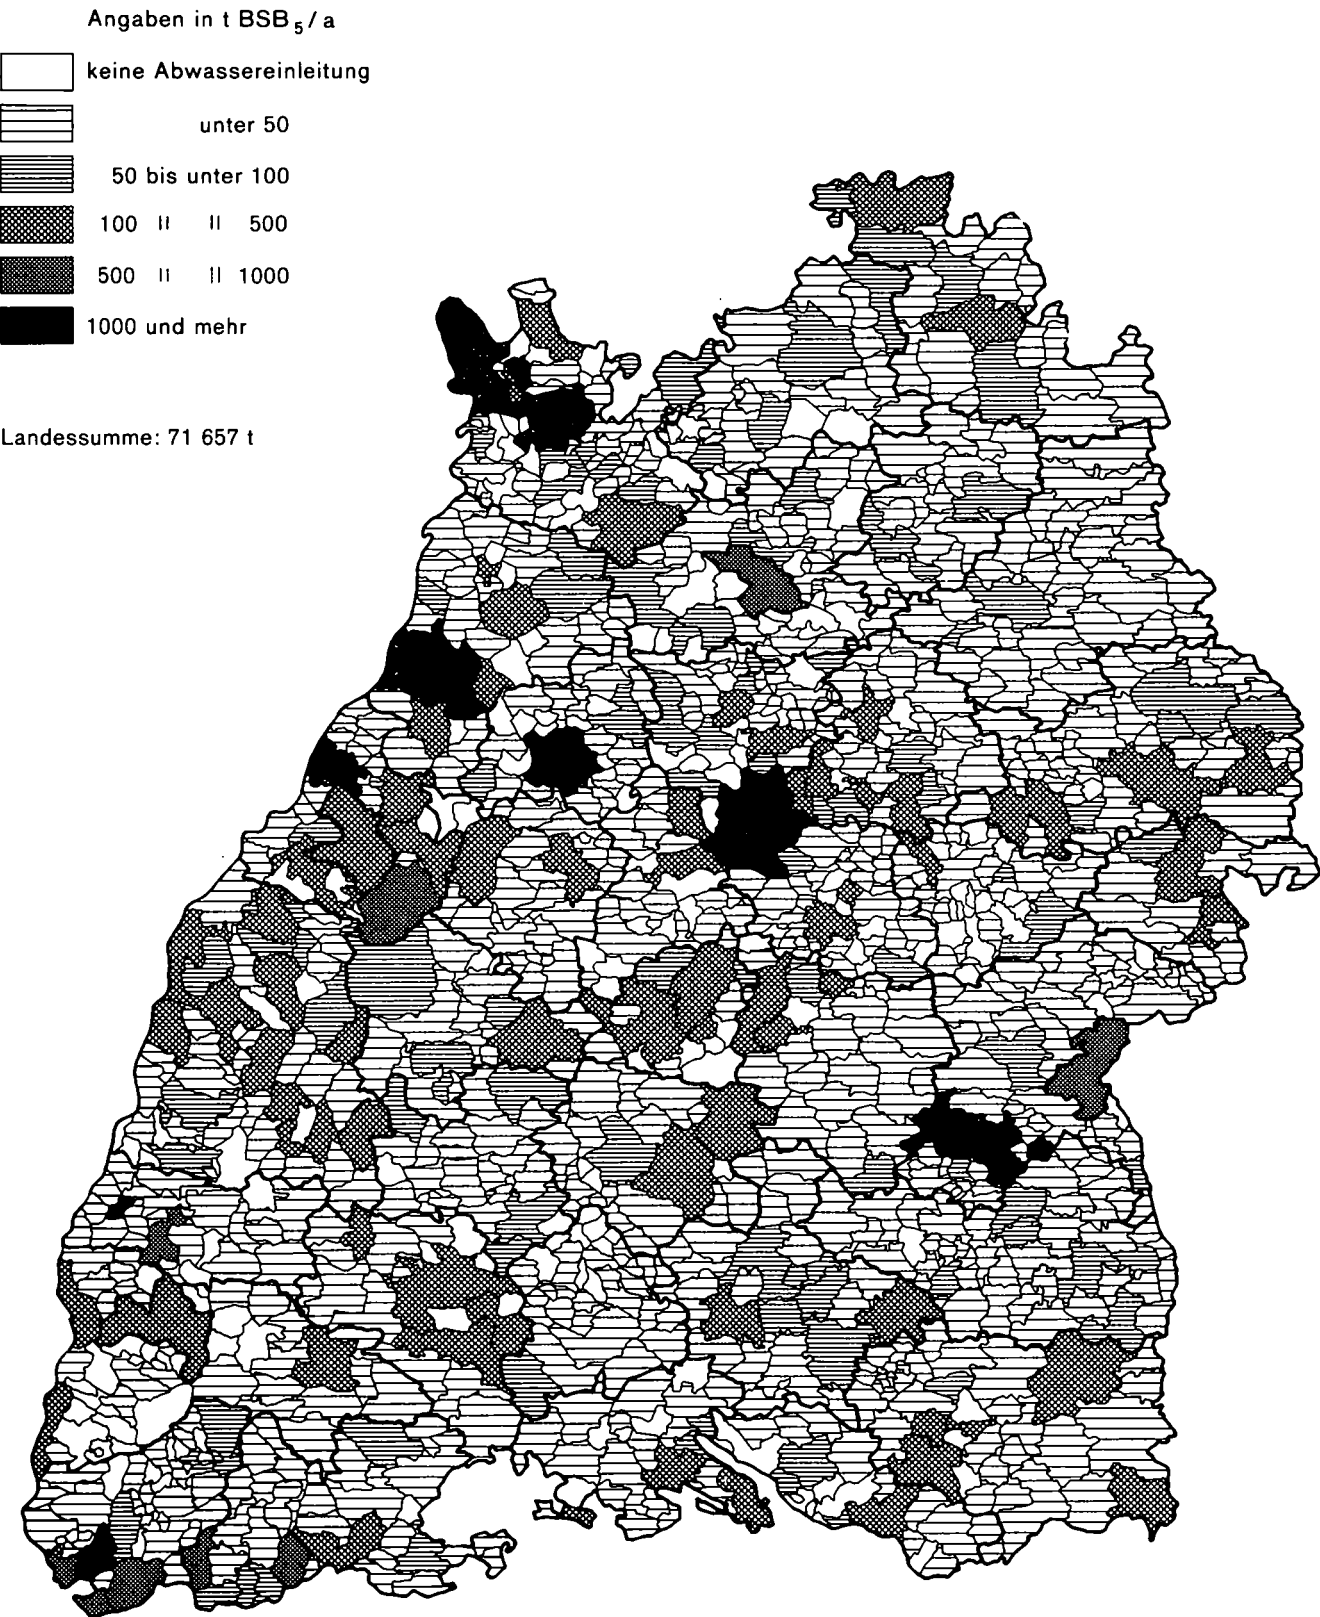 Angaben in t BSB5/a
keine Abwassereinleitung
unter 50
50 bis unter 100
100 〃 〃 500
500 〃 〃 1000
1000 und mehr
Landessumme: 71 657 t